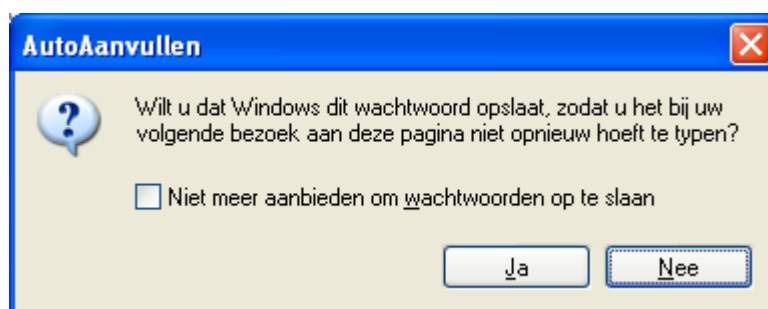 AutoAanvullen
Wilt u dat Windows dit wachtwoord opslaat, zodat u het bij uw
volgende bezoek aan deze pagina niet opnieuw hoeft te typen?
Niet meer aanbieden om wachtwoorden op te slaan
Ja
Nee